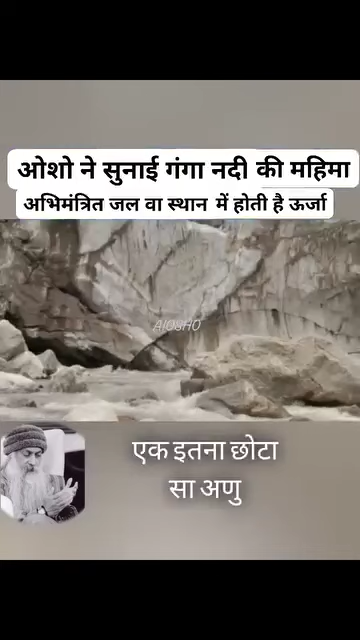 ओशो ने सुनाई गंगा नदी की महिमा
अभिमंत्रित जल वा स्थान में होती है ऊर्जा
AIOSHO
एक इतना छोटा
सा अणु